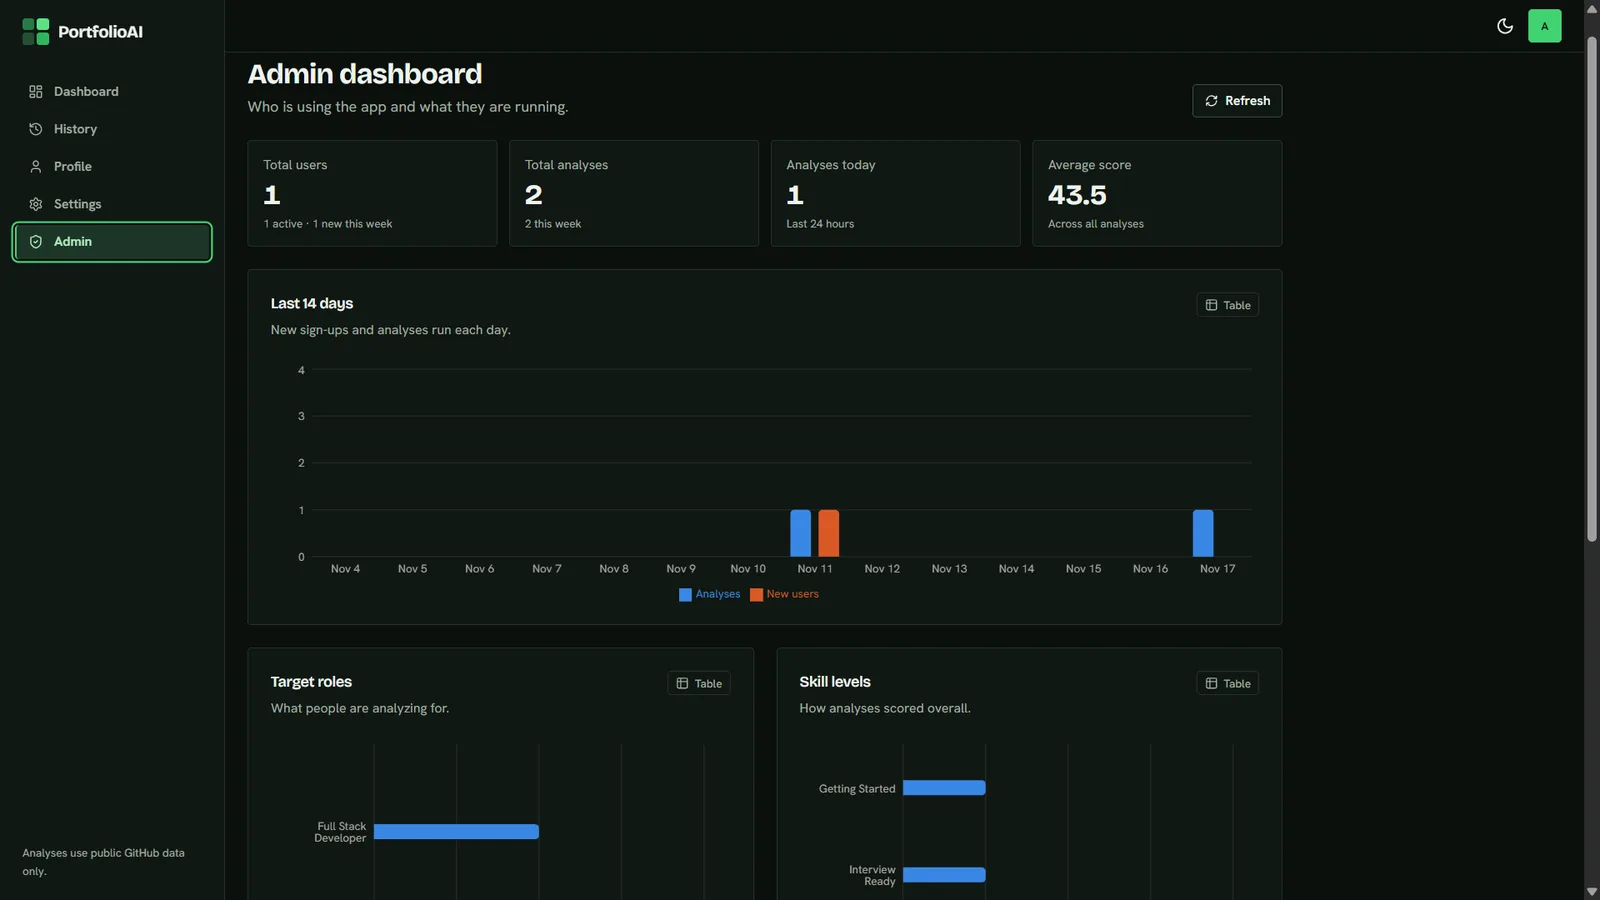 PortfolioAI
A
Dashboard
History
Profile
Settings
Admin
Analyses use public GitHub data
only.
Admin dashboard
Who is using the app and what they are running.
Refresh
Total users
1
1 active · 1 new this week
Total analyses
2
2 this week
Analyses today
1
Last 24 hours
Average score
43.5
Across all analyses
Last 14 days
Table
New sign-ups and analyses run each day.
4
3
2
1
0
Nov 4 Nov 5 Nov 6 Nov 7 Nov 8 Nov 9 Nov 10 Nov 11 Nov 12 Nov 13 Nov 14 Nov 15 Nov 16 Nov 17
Analyses New users
Target roles
Table
What people are analyzing for.
Full Stack
Developer
Skill levels
Table
How analyses scored overall.
Getting Started
Interview
Ready